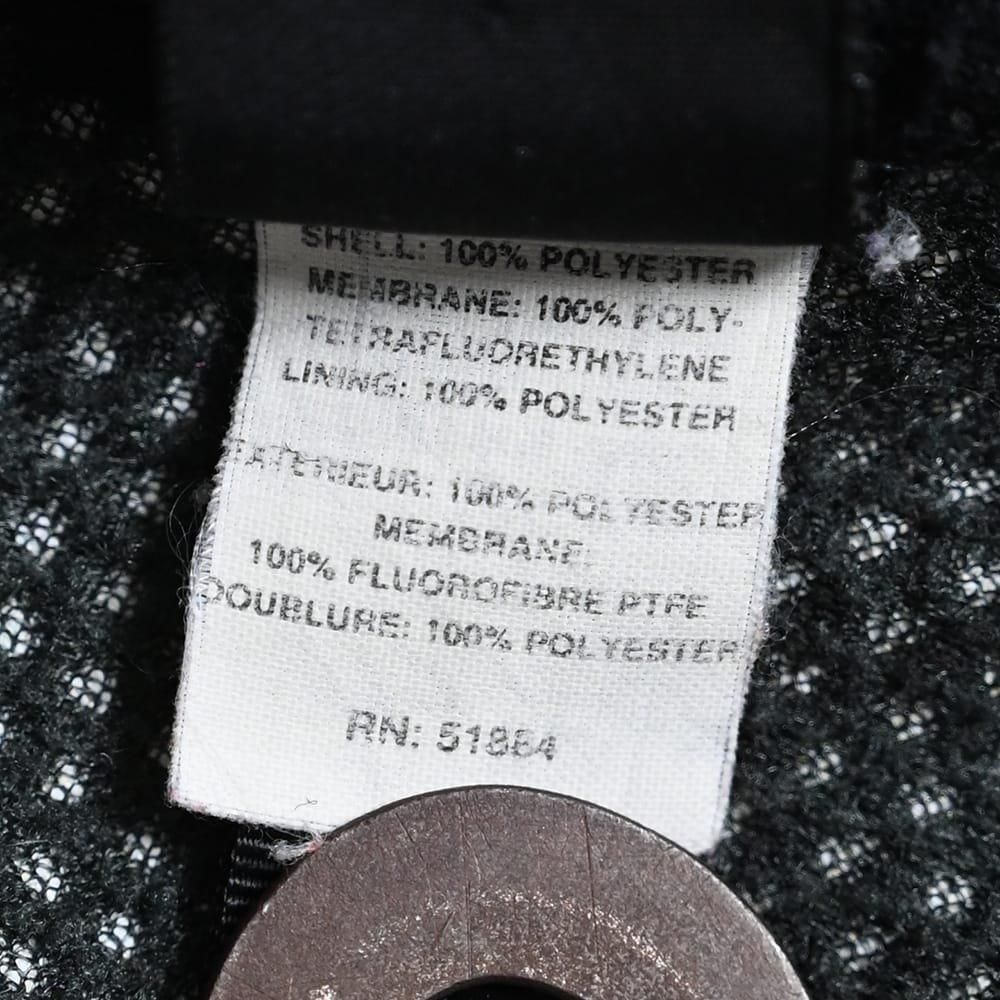 SHELL: 100% POLYESTER
MEMBRANE: 100% POLY-
TETRAFLUORETHYLENE
LINING: 100% POLYESTER
EXTERIEUR: 100% POLYESTER
MEMBRANE:
100% FLUOROFIBRE PTFE
DOUBLURE: 100% POLYESTER
RN: 51884